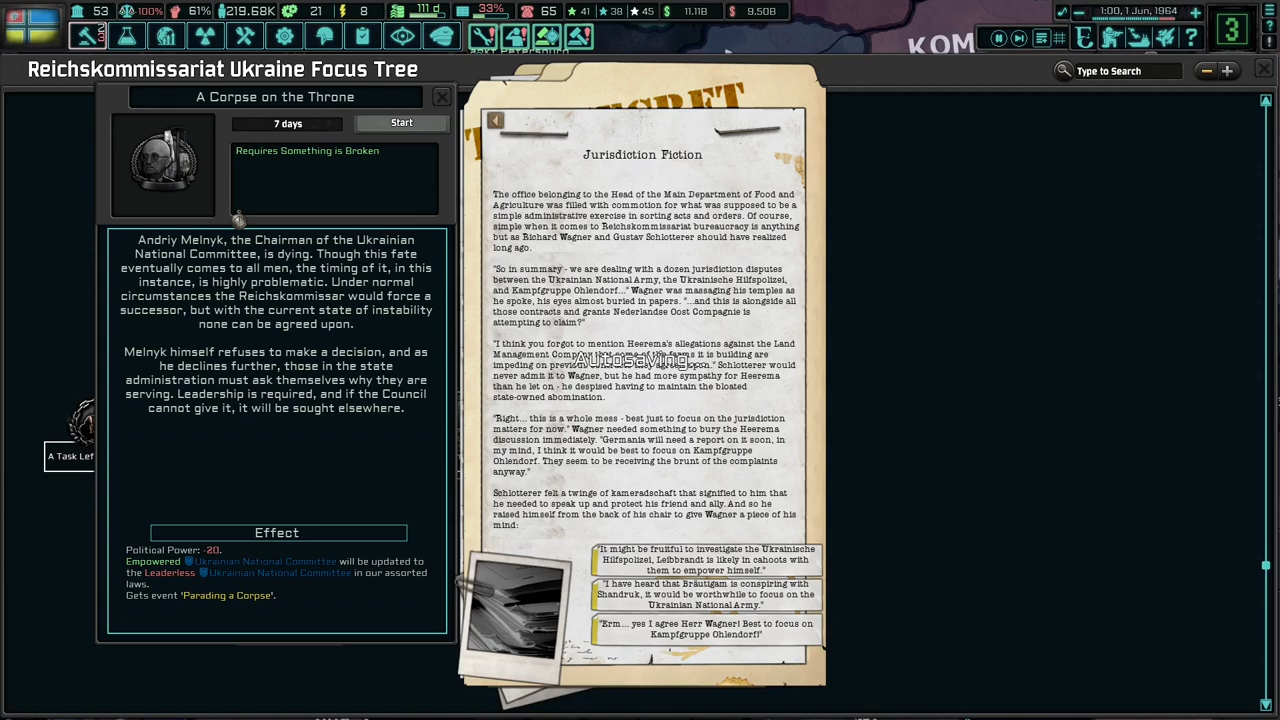 53
-100%
61%
219.68K
21
8
111 d
33%
65
41
38
45
11.11B
9.50B
1:00, 1 Jun, 1964
3
KOM
Reichskommissariat Ukraine Focus Tree
Type to Search
A Corpse on the Throne
7 days
Start
Requires Something is Broken
Andriy Melnyk, the Chairman of the Ukrainian
National Committee, is dying. Though this fate
eventually comes to all men, the timing of it, in this
instance, is highly problematic. Under normal
circumstances the Reichskommissar would force a
successor, but with the current state of instability
none can be agreed upon.
Melnyk himself refuses to make a decision, and as
he declines further, those in the state
administration must ask themselves why they are
serving. Leadership is required, and if the Council
cannot give it, it will be sought elsewhere.
A Task Lef
Effect
Political Power: -20.
Empowered Ukrainian National Committee will be updated to
the Leaderless Ukrainian National Committee in our assorted
laws.
Gets event 'Parading a Corpse'.
Jurisdiction Fiction
The office belonging to the Head of the Main Department of Food and
Agriculture was filled with commotion for what was supposed to be a
simple administrative exercise in sorting acts and orders. Of course,
simple when it comes to Reichskommissariat bureaucracy is anything
but as Richard Wagner and Gustav Schlotterer should have realized
long ago.
"So in summary - we are dealing with a dozen jurisdiction disputes
between the Ukrainian National Army, the Ukrainische Hilfspolizei,
and Kampfgruppe Ohlendorf..." Wagner was massaging his temples as
he spoke, his eyes almost buried in papers. "...and this is alongside all
those contracts and grants Nederlandse Oost Compagnie is
attempting to claim?"
"I think you forgot to mention Heerema's allegations against the Land
Management Company that some of the farms it is building are
impeding on previous Schlotterer would
never admit it to Wagner, but he had more sympathy for Heerema
than he let on - he despised having to maintain the bloated
state-owned abomination.
Autosaving...
"Right... this is a whole mess - best just to focus on the jurisdiction
matters for now." Wagner needed something to bury the Heerema
discussion immediately. "Germania will need a report on it soon, in
my mind, I think it would be best to focus on Kampfgruppe
Ohlendorf. They seem to be receiving the brunt of the complaints
anyway."
Schlotterer felt a twinge of kameradschaft that signified to him that
he needed to speak up and protect his friend and ally. And so he
raised himself from the back of his chair to give Wagner a piece of his
mind:
"It might be fruitful to investigate the Ukrainische
Hilfspolizei, Leibbrandt is likely in cahoots with
them to empower himself."
"I have heard that Bräutigam is conspiring with
Shandruk, it would be worthwhile to focus on the
Ukrainian National Army."
"Erm... yes I agree Herr Wagner! Best to focus on
Kampfgruppe Ohlendorf!"